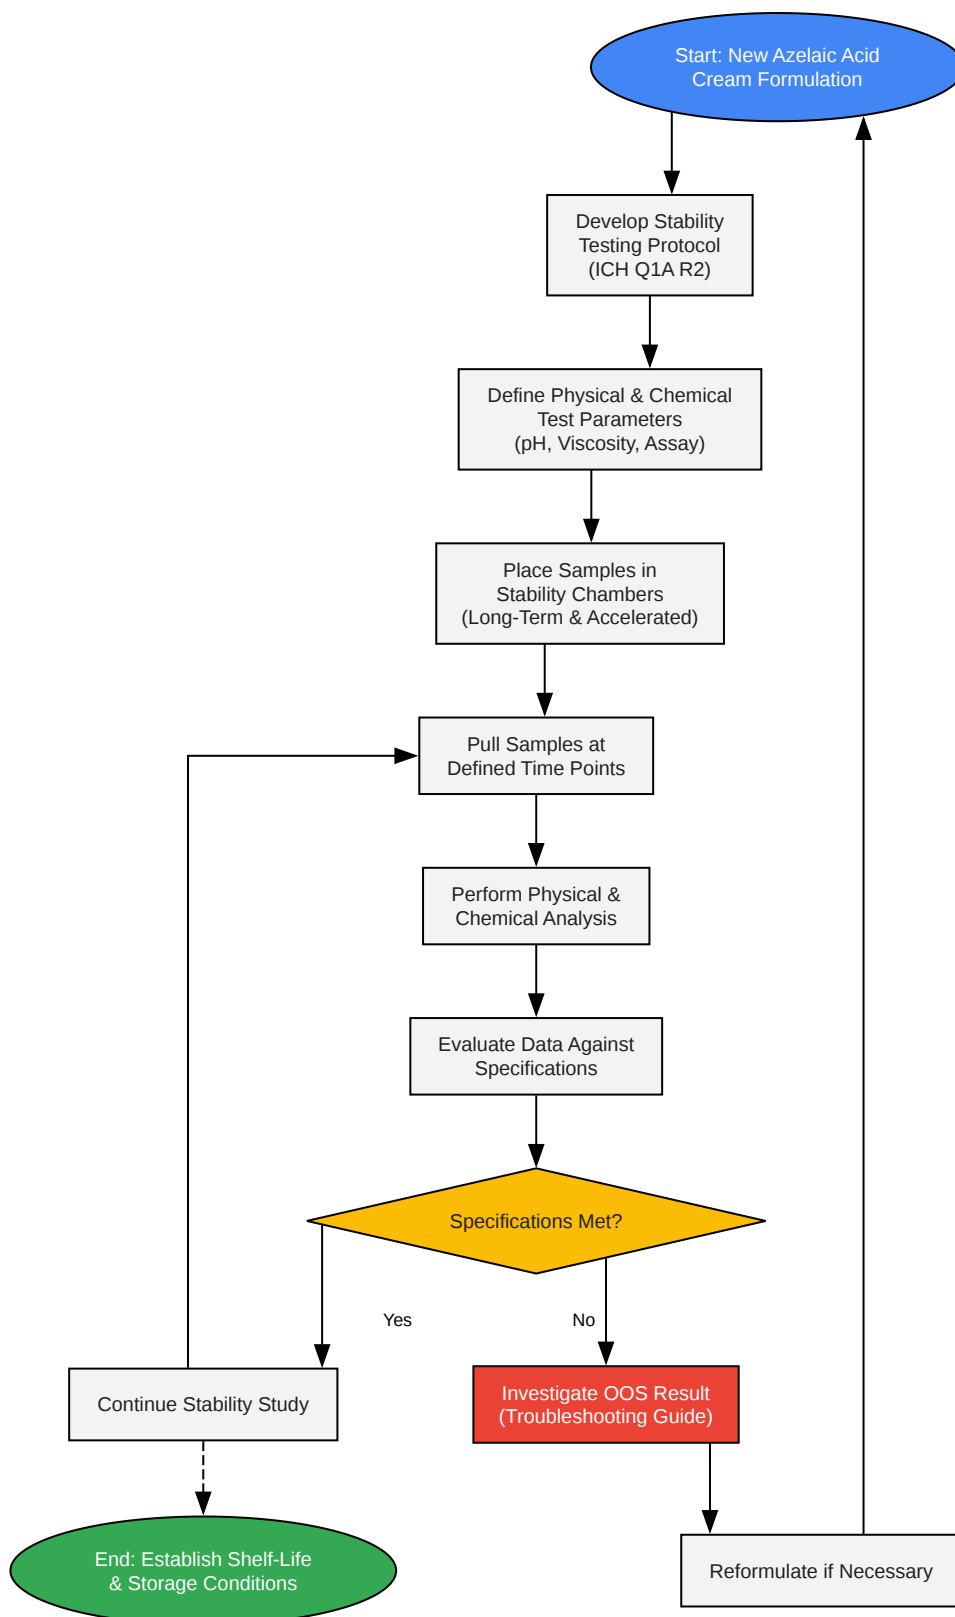 Start: New Azelaic Acid
Cream Formulation
Develop Stability
Testing Protocol
(ICH Q1A R2)
Define Physical & Chemical
Test Parameters
(pH, Viscosity, Assay)
Place Samples in
Stability Chambers
(Long-Term & Accelerated)
Pull Samples at
Defined Time Points
Perform Physical &
Chemical Analysis
Evaluate Data Against
Specifications
Specifications Met?
Yes
No
Continue Stability Study
Investigate OOS Result
(Troubleshooting Guide)
End: Establish Shelf-Life
& Storage Conditions
Reformulate if Necessary